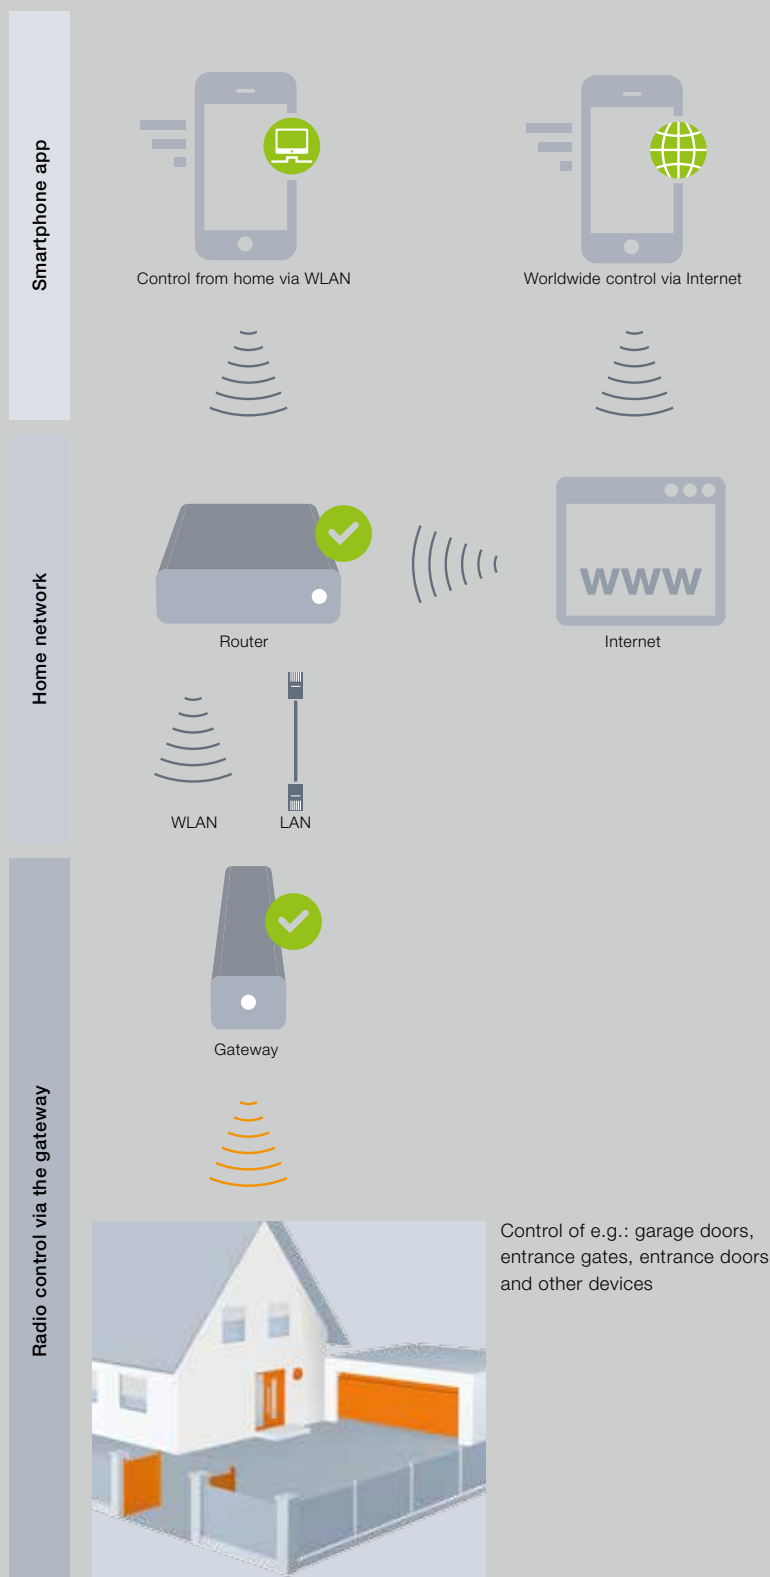 Smartphone app
Control from home via WLAN
Worldwide control via Internet
Home network
www
Router
Internet
WLAN
LAN
Radio control via the gateway
Gateway
Control of e.g.: garage doors,
entrance gates, entrance doors
and other devices